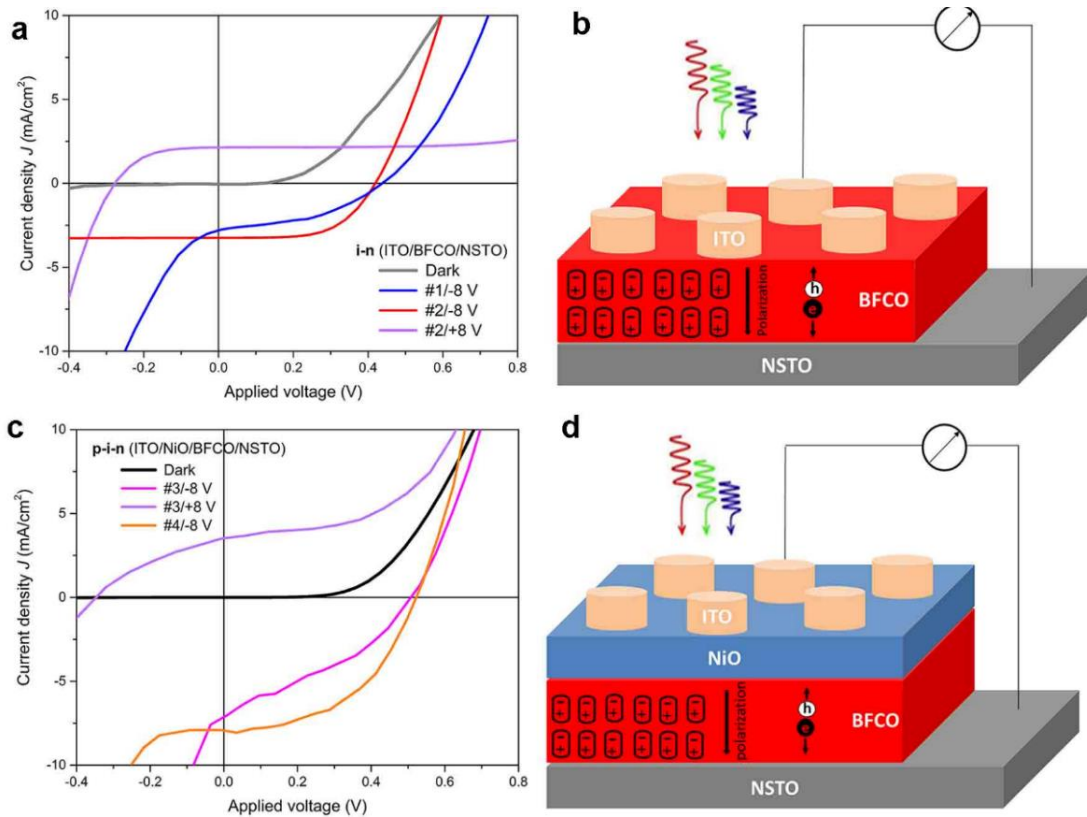 a
10
5
0
-5
-10
Current density J (mA/cm²)
i-n (ITO/BFCO/NSTO)
Dark
#1/-8 V
#2/-8 V
#2/+8 V
-0.4 -0.2 0.0 0.2 0.4 0.6 0.8
Applied voltage (V)
b
ITO
Polarization
h
e
BFCO
NSTO
c
10
5
0
-5
-10
Current density J (mA/cm²)
p-i-n (ITO/NiO/BFCO/NSTO)
Dark
#3/-8 V
#3/+8 V
#4/-8 V
-0.4 -0.2 0.0 0.2 0.4 0.6 0.8
Applied voltage (V)
d
ITO
NiO
polarization
h
e
BFCO
NSTO